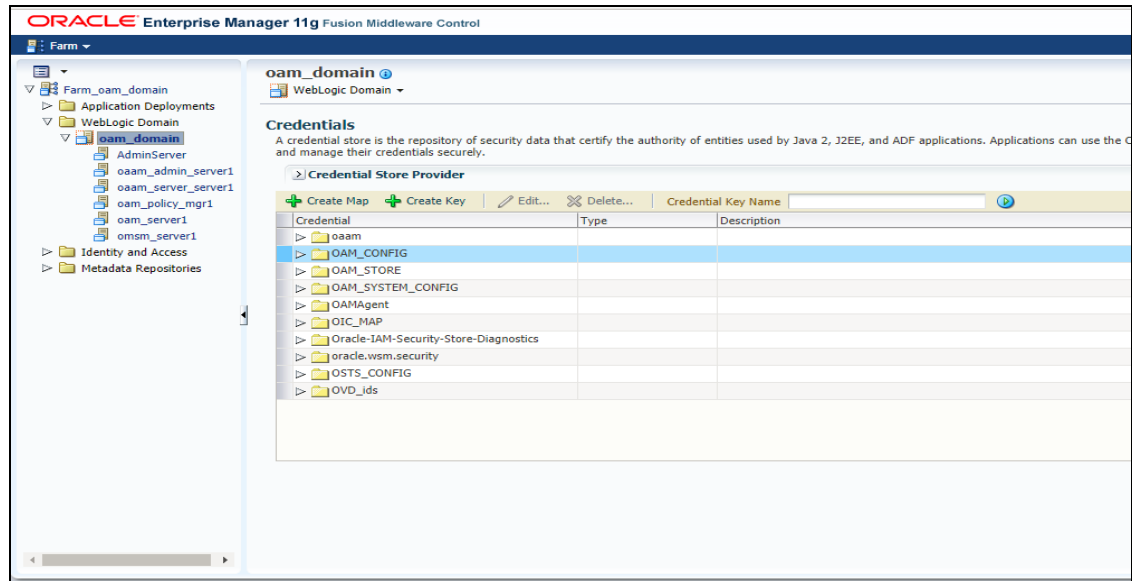 ORACLE Enterprise Manager 11g Fusion Middleware Control
Farm
Farm_oam_domain
Application Deployments
WebLogic Domain
oam_domain
AdminServer
oaam_admin_server1
oaam_server_server1
oam_policy_mgr1
oam_server1
omsm_server1
Identity and Access
Metadata Repositories
oam_domain
WebLogic Domain
Credentials
A credential store is the repository of security data that certify the authority of entities used by Java 2, J2EE, and ADF applications. Applications can use the C
and manage their credentials securely.
Credential Store Provider
Create Map Create Key Edit... Delete... Credential Key Name
Credential Type Description
oaam
OAM_CONFIG
OAM_STORE
OAM_SYSTEM_CONFIG
OAMAgent
OIC_MAP
Oracle-IAM-Security-Store-Diagnostics
oracle.wsm.security
OSTS_CONFIG
OVD_ids